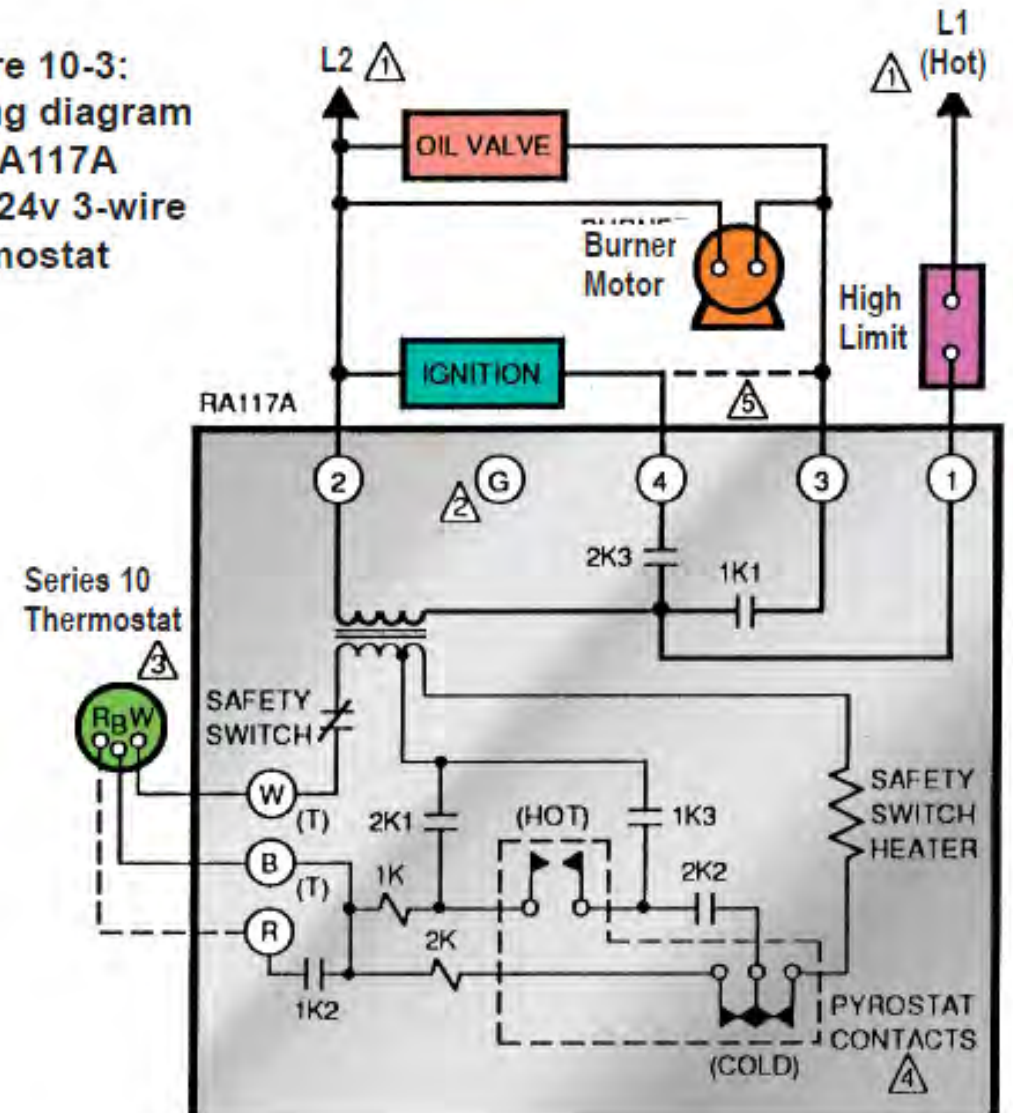 re 10-3:
g diagram
A117A
24v 3-wire
mostat
L2 1
L1
1 (Hot)
OIL VALVE
Burner
Motor
High
Limit
IGNITION
5
RA117A
2
2 G
4
3
1
2K3
1K1
Series 10
Thermostat
3
R B W
SAFETY
SWITCH
W
(T)
2K1
(HOT)
1K3
SAFETY
SWITCH
HEATER
B
(T)
1K
2K2
R
2K
1K2
PYROSTAT
CONTACTS
(COLD)
4